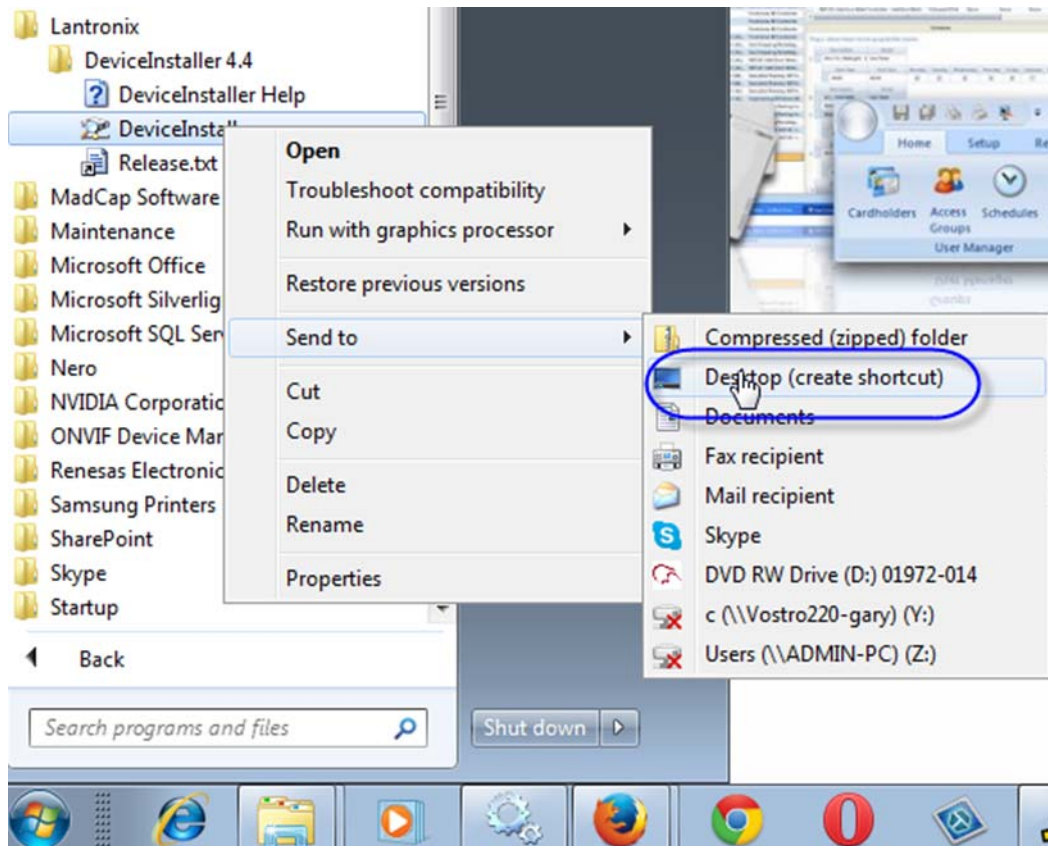 Lantronix
DeviceInstaller 4.4
DeviceInstaller Help
DeviceInstall
Release.txt
MadCap Software
Maintenance
Microsoft Office
Microsoft Silverlig
Microsoft SQL Ser
Nero
NVIDIA Corporatic
ONVIF Device Mar
Renesas Electronic
Samsung Printers
SharePoint
Skype
Startup
Back
Search programs and files
Shut down
Open
Troubleshoot compatibility
Run with graphics processor
Restore previous versions
Send to
Cut
Copy
Delete
Rename
Properties
Compressed (zipped) folder
Desktop (create shortcut)
Documents
Fax recipient
Mail recipient
Skype
DVD RW Drive (D:) 01972-014
c (\\Vostro220-gary) (Y:)
Users (\\ADMIN-PC) (Z:)
Home Setup Re
Cardholders Access Schedules
Groups
User Manager